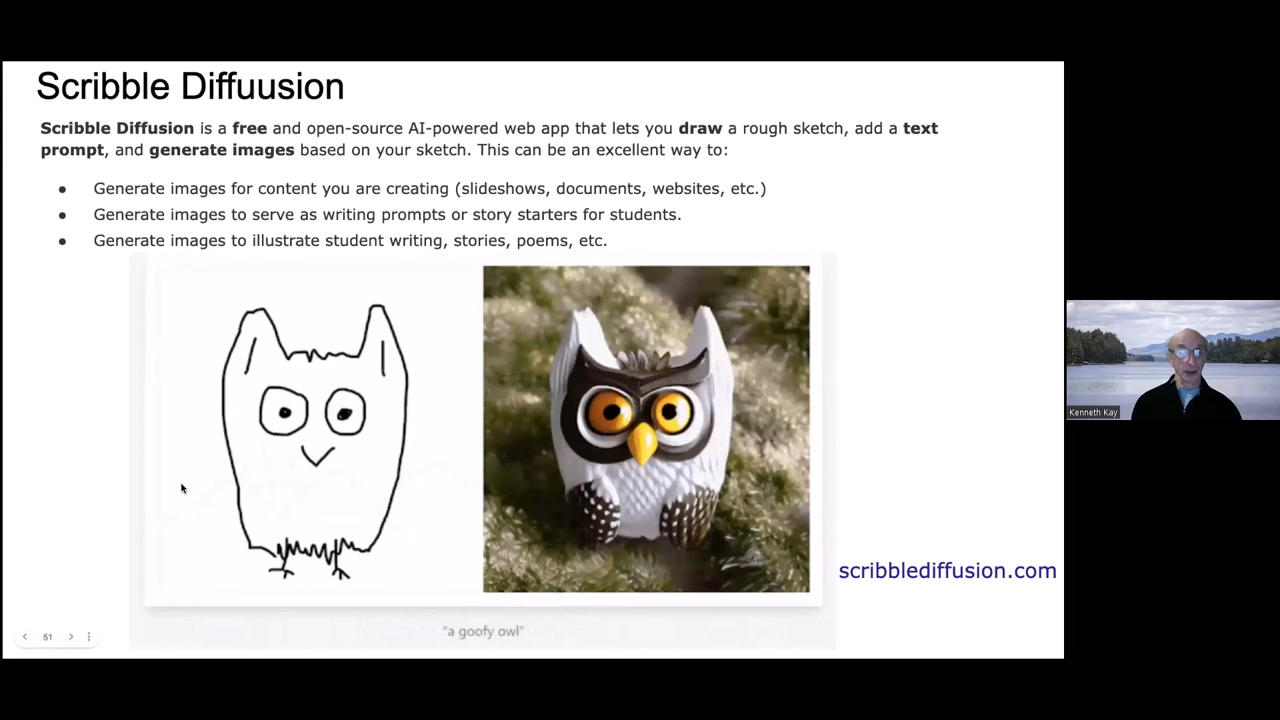 Scribble Diffuusion
Scribble Diffusion is a free and open-source AI-powered web app that lets you draw a rough sketch, add a text
prompt, and generate images based on your sketch. This can be an excellent way to:
● Generate images for content you are creating (slideshows, documents, websites, etc.)
● Generate images to serve as writing prompts or story starters for students.
● Generate images to illustrate student writing, stories, poems, etc.
Kenneth Kay
scribblediffusion.com
"a goofy owl"
51